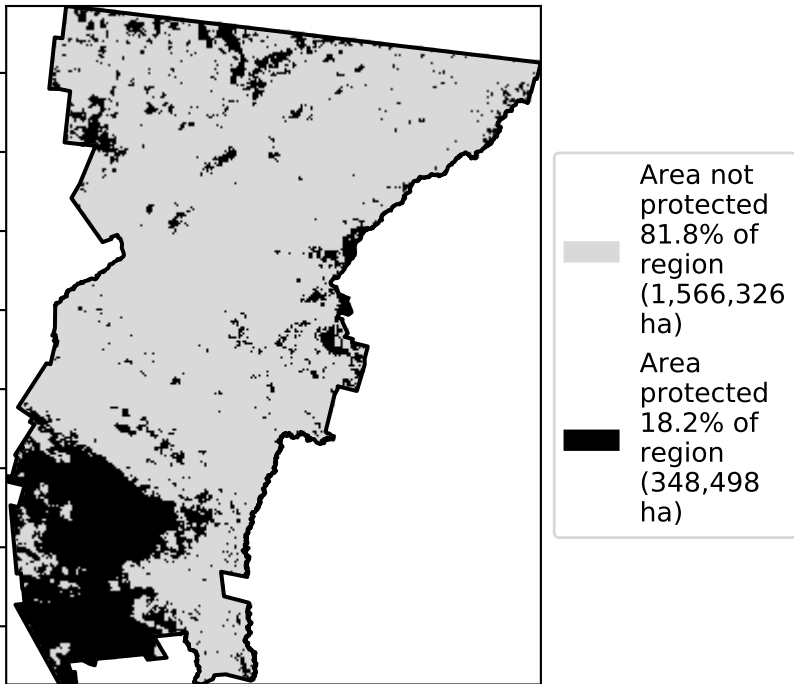 Area not
protected
81.8% of
region
(1,566,326
ha)
Area
protected
18.2% of
region
(348,498
ha)